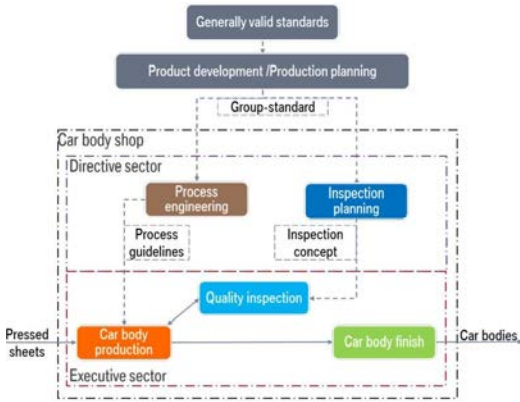 Generally valid standards
Product development /Production planning
Group-standard
Car body shop
Directive sector
Process
engineering
Inspection
planning
Process
guidelines
Inspection
concept
Quality inspection
Pressed
sheets
Car body
production
Car body finish
Car bodies
Executive sector